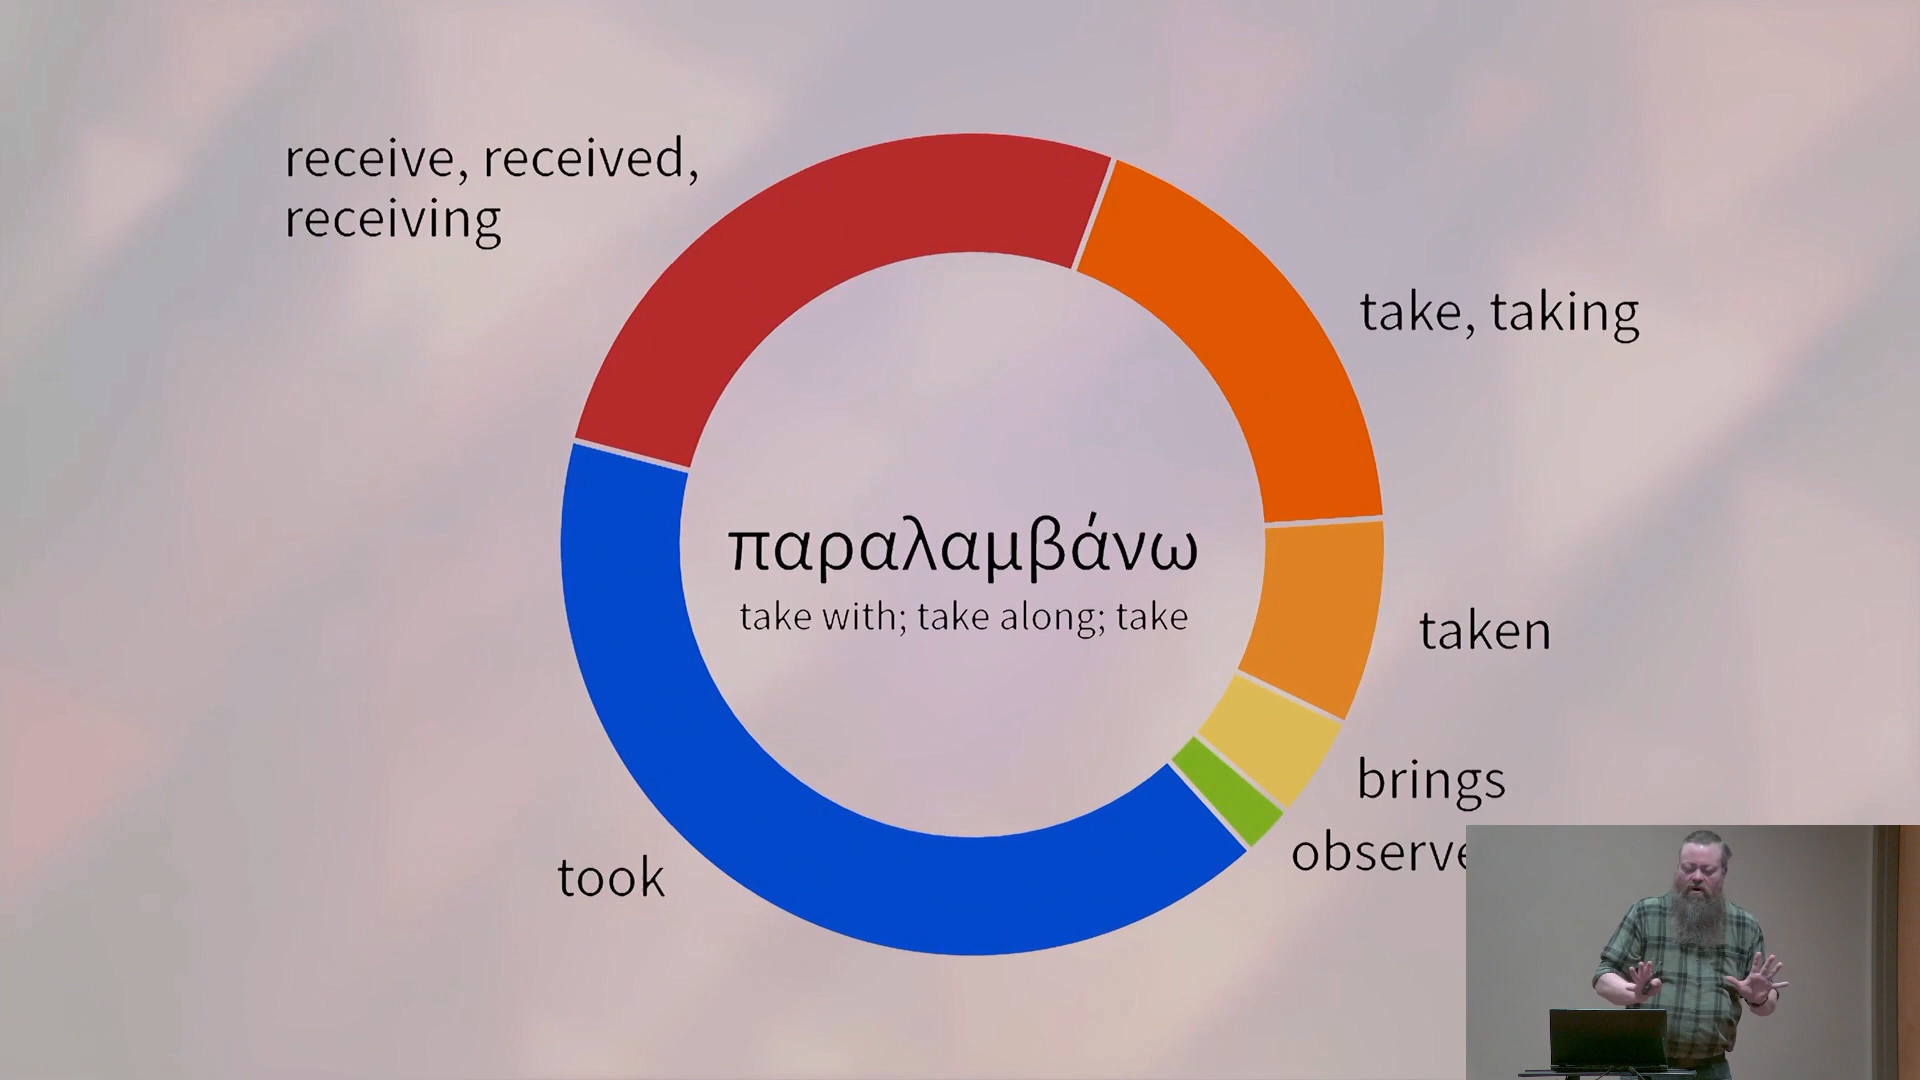 receive, received,
receiving
take, taking
παραλαμβάνω
take with; take along; take
taken
brings
took